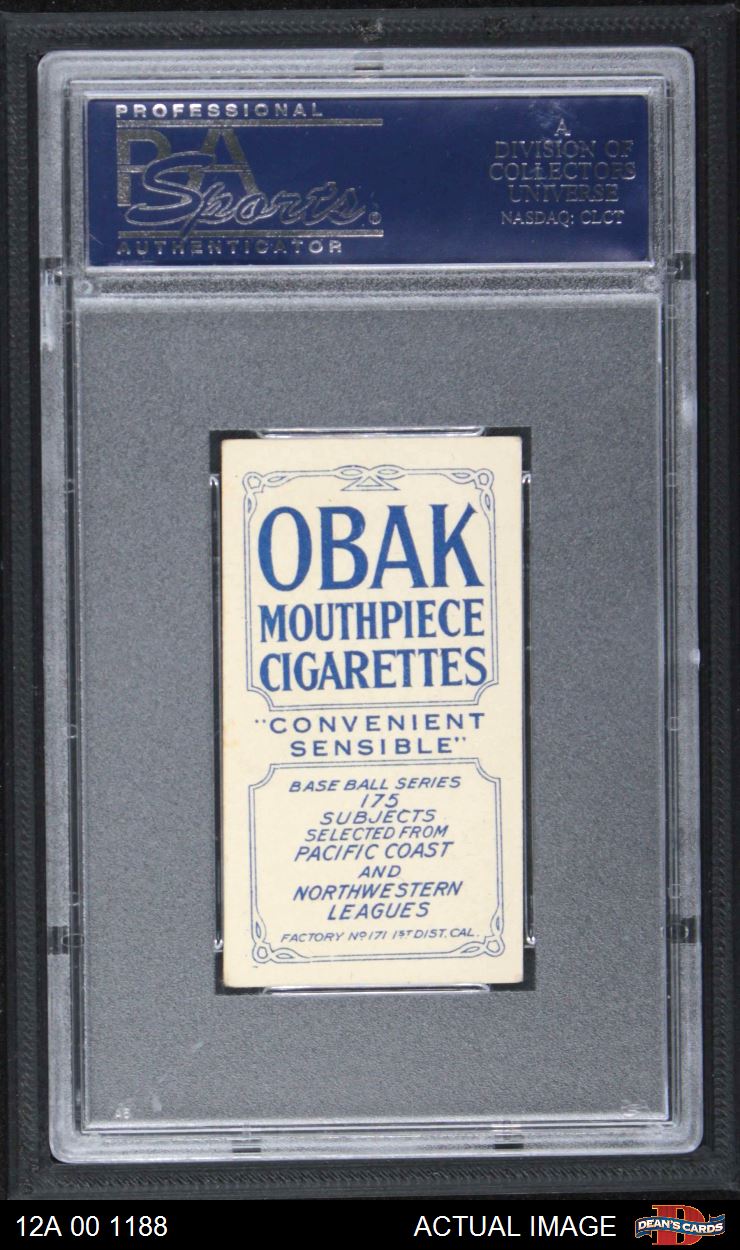 PROFESSIONAL
PSA
Sports®
AUTHENTICATOR
A
DIVISION OF
COLLECTORS
UNIVERSE
NASDAQ: CLCT
OBAK
MOUTHPIECE
CIGARETTES
"CONVENIENT
SENSIBLE"
BASE BALL SERIES
175
SUBJECTS
SELECTED FROM
PACIFIC COAST
AND
NORTHWESTERN
LEAGUES
FACTORY Nº 171 1ST DIST. CAL.
12A 00 1188
ACTUAL IMAGE
DEAN'S CARDS